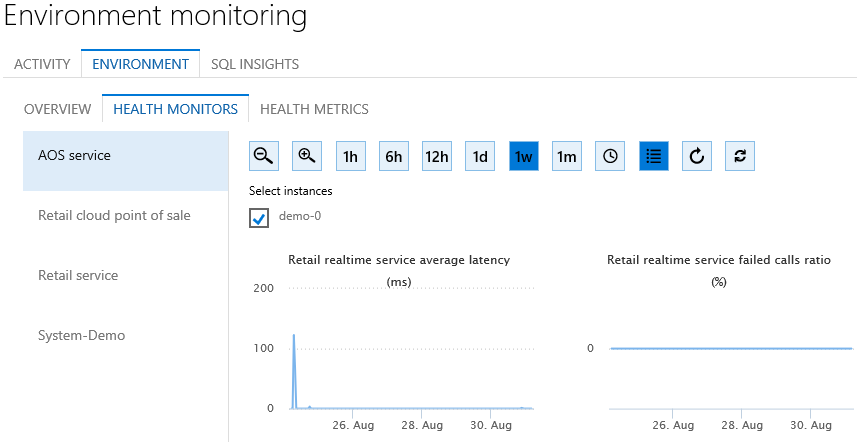 Environment monitoring
ACTIVITY ENVIRONMENT SQL INSIGHTS
OVERVIEW HEALTH MONITORS HEALTH METRICS
AOS service
Retail cloud point of sale
Retail service
System-Demo
1h 6h 12h 1d 1w 1m
Select instances
demo-0
Retail realtime service average latency
(ms)
200
100
0
26. Aug 28. Aug 30. Aug
Retail realtime service failed calls ratio
(%)
0
26. Aug 28. Aug 30. Aug